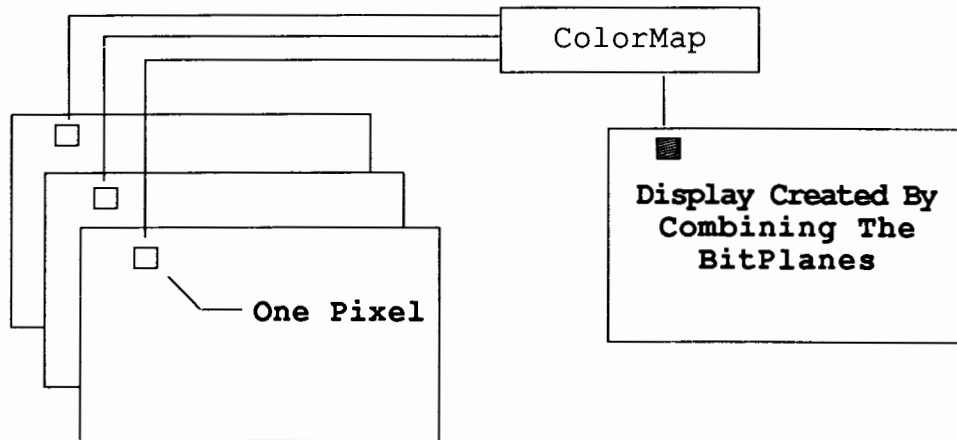 ColorMap
Display Created By
Combining The
BitPlanes
One Pixel